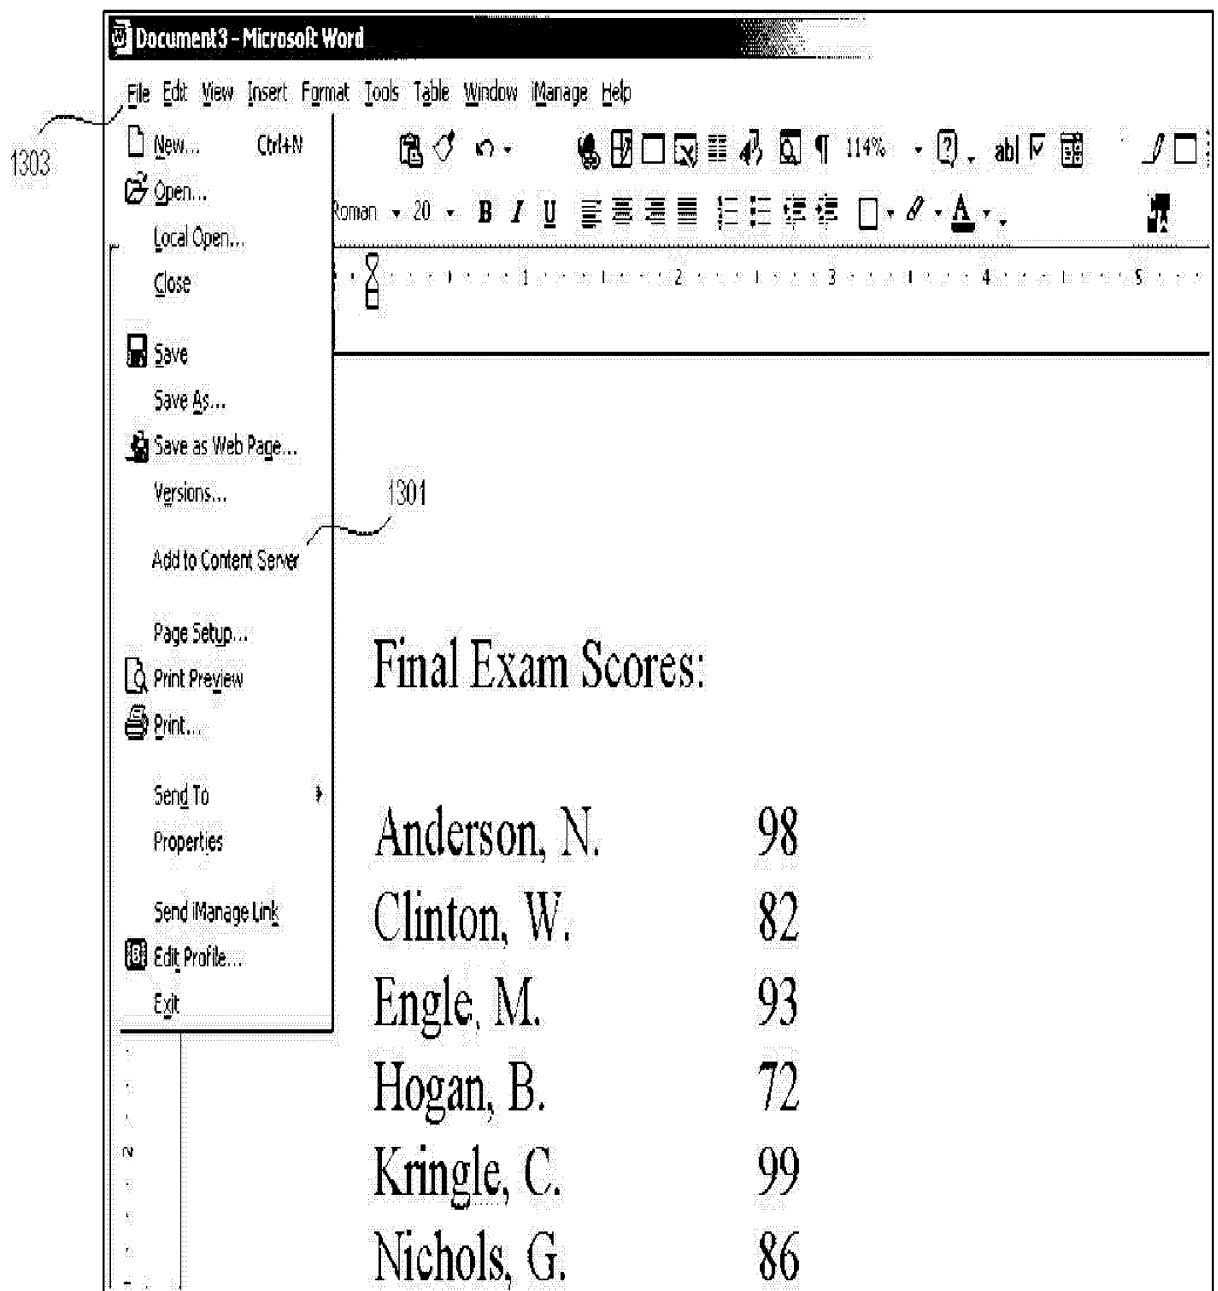 Document3 - Microsoft Word
File Edit View Insert Format Tools Table Window iManage Help
1303
New... Ctrl+N
114%
Open...
Roman 20 B I U
Local Open...
Close
1 2 3 4 5
Save
Save As...
Save as Web Page...
Versions...
1301
Add to Content Server
Page Setup...
Final Exam Scores:
Print Preview
Print...
Send To
Anderson, N. 98
Properties
Send iManage Link
Clinton, W. 82
Edit Profile...
Exit
Engle, M. 93
Hogan, B. 72
Kringle, C. 99
Nichols, G. 86